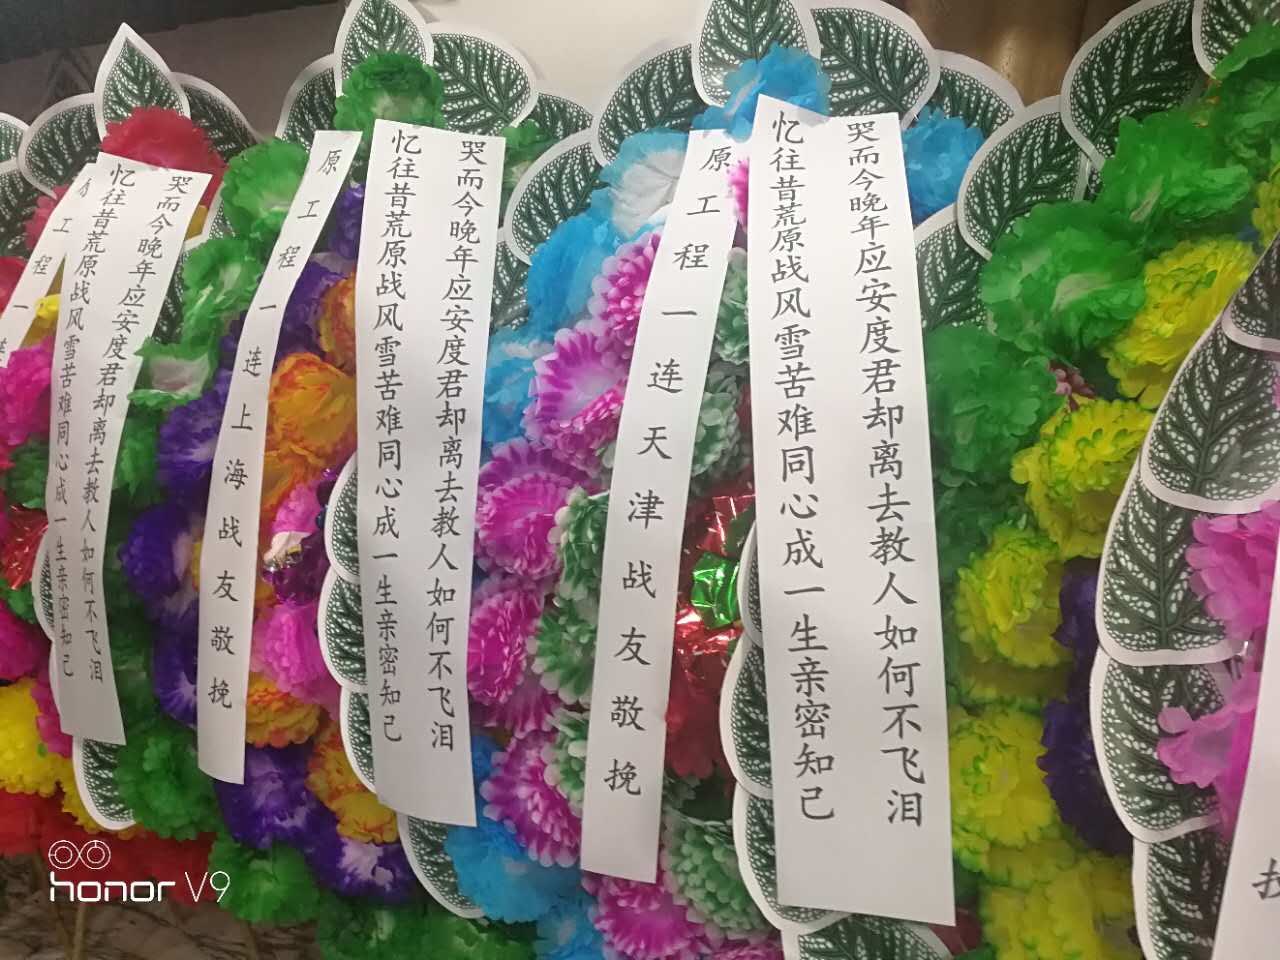 忆往昔荒原战风雪苦难同心成一生亲密知己
哭而今晚年应安度君却离去教人如何不飞泪
工程一
原工程一连上海战友敬挽
忆往昔荒原战风雪苦难同心成一生亲密知己
哭而今晚年应安度君却离去教人如何不飞泪
原工程一连天津战友敬挽
忆往昔荒原战风雪苦难同心成一生亲密知己
哭而今晚年应安度君却离去教人如何不飞泪
honor V9